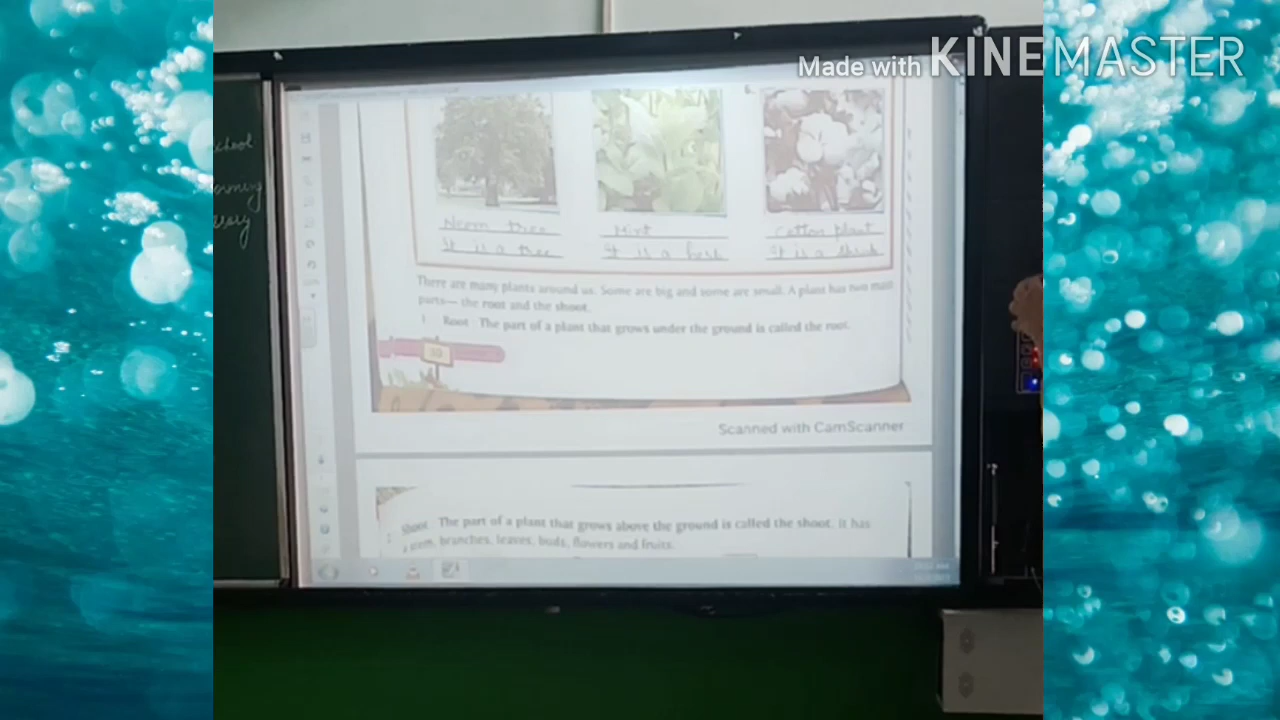 Made with KINEMASTER
6.
Neem tree
It is a tree
Mint
It is a herb
Cotton plant
It is a shrub
There are many plants around us. Some are big and some are small. A plant has two main
parts— the root and the shoot.
1. Root The part of a plant that grows under the ground is called the root.
Scanned with CamScanner
2. Shoot The part of a plant that grows above the ground is called the shoot. It has
a stem, branches, leaves, buds, flowers and fruits.